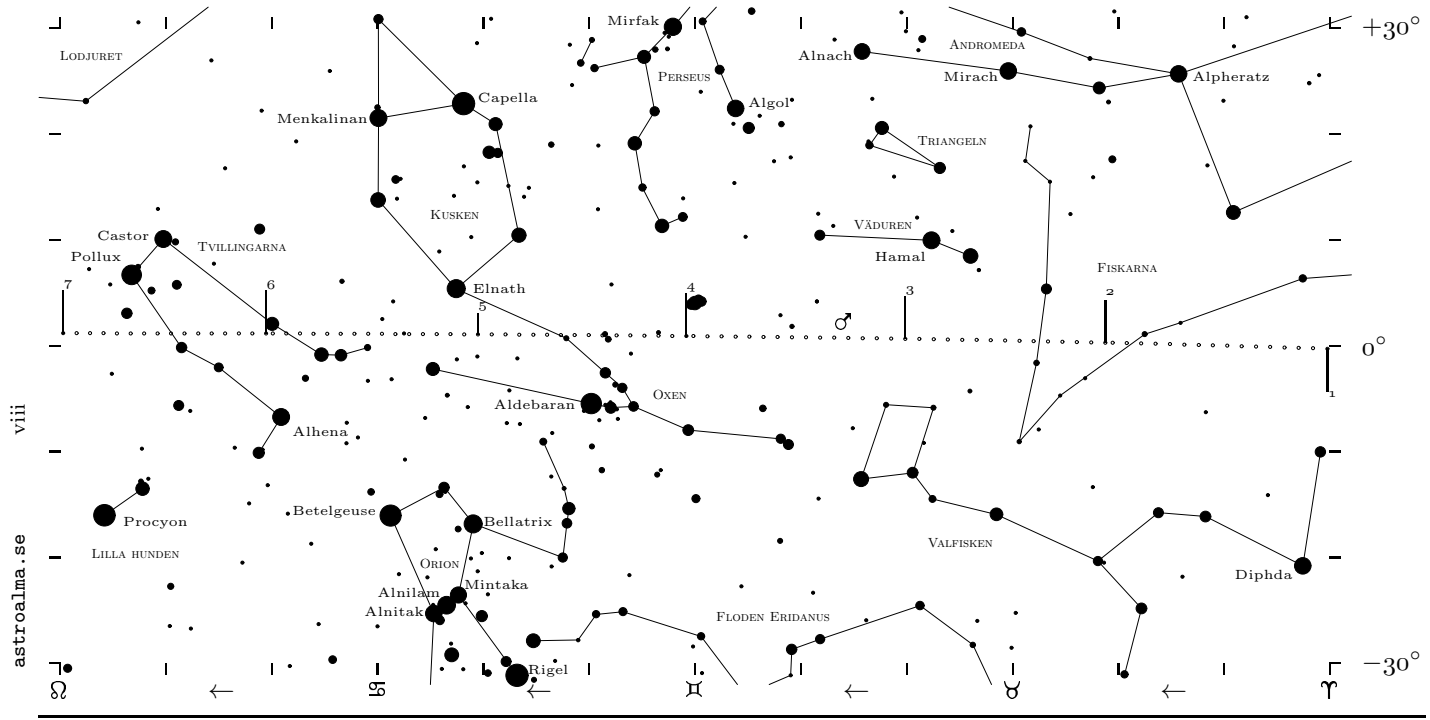 Mirfak
+30°
Lodjuret
Andromeda
Alnach
Perseus
Mirach
Alpheratz
Capella
Algol
Menkalinan
Triangeln
Kusken
Väduren
Castor
Tvillingarna
Pollux
Hamal
Fiskarna
7
6
Elnath
4
3
2
5
♂
0°
Oxen
1
Aldebaran
viii
Alhena
Betelgeuse
Procyon
Bellatrix
Lilla hunden
Valfisken
Orion
Diphda
Mintaka
Alnilam
Alnitak
Floden Eridanus
astroalma.se
Rigel
−30°
♌ ← ♋ ← ♊ ← ♉ ← ♈